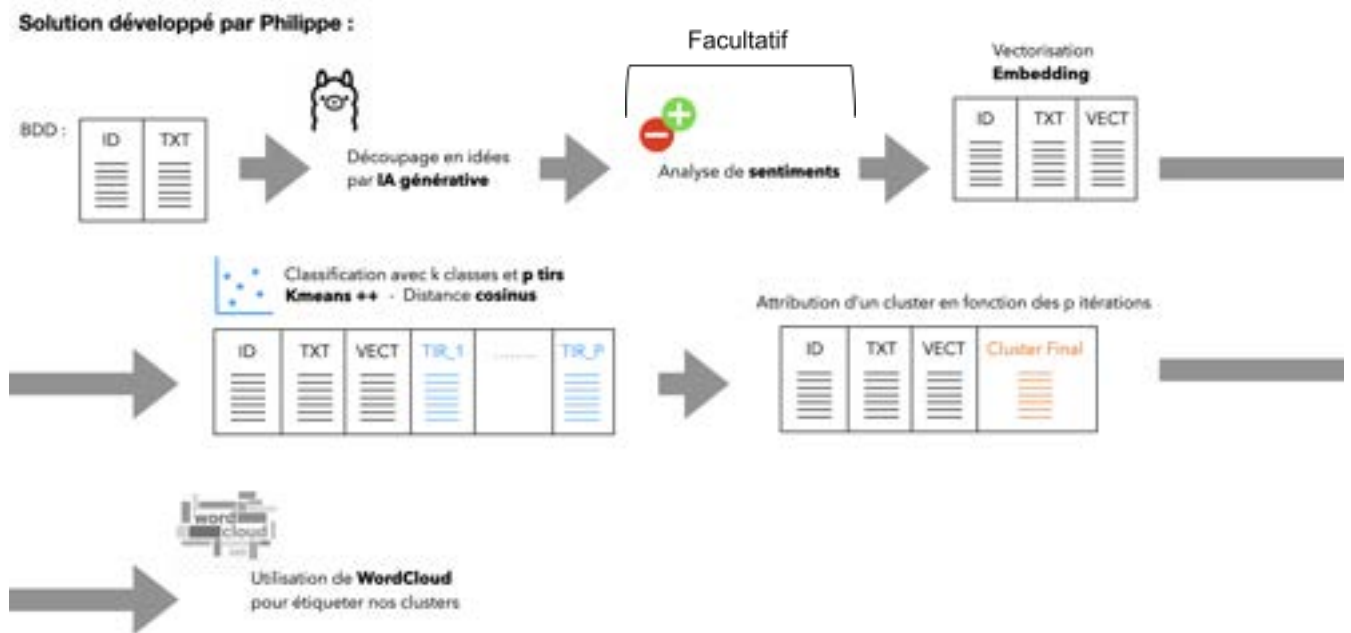 Solution développé par Philippe :
Facultatif
BDD :
ID TXT
Découpage en idées
par IA générative
Analyse de sentiments
Vectorisation
Embedding
ID TXT VECT
Classification avec k classes et p tirs
Kmeans ++ - Distance cosinus
ID TXT VECT TIR_1 ........ TIR_P
Attribution d'un cluster en fonction des p itérations
ID TXT VECT Cluster Final
word
cloud
Utilisation de WordCloud
pour étiqueter nos clusters